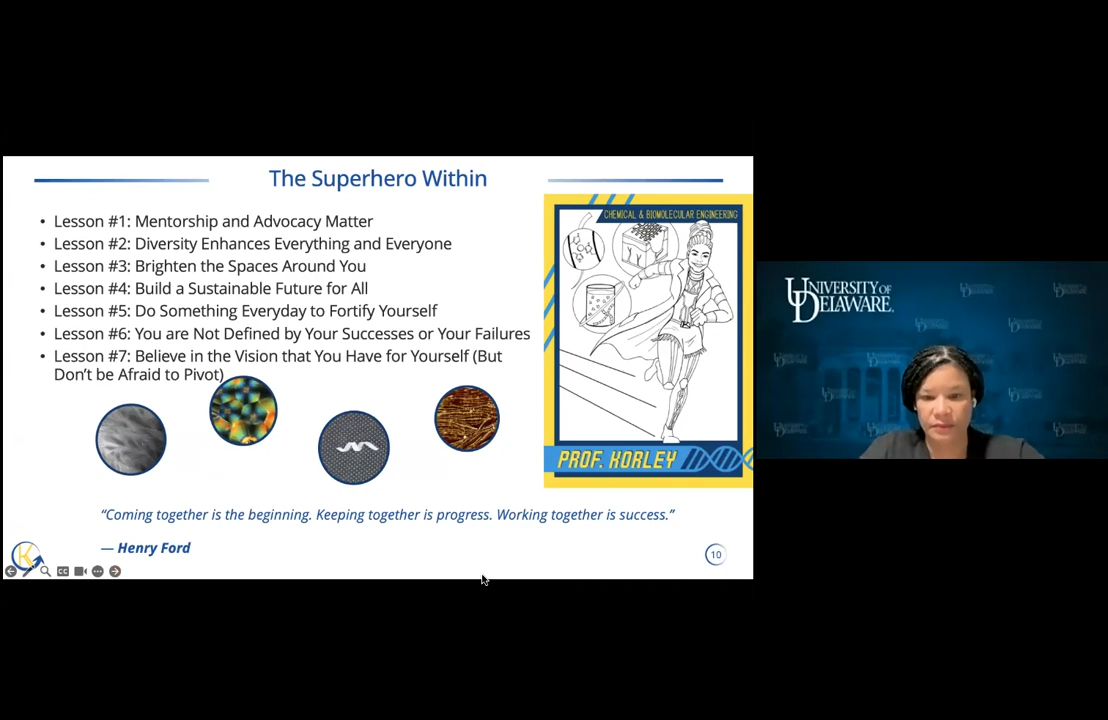 The Superhero Within
• Lesson #1: Mentorship and Advocacy Matter
• Lesson #2: Diversity Enhances Everything and Everyone
• Lesson #3: Brighten the Spaces Around You
• Lesson #4: Build a Sustainable Future for All
• Lesson #5: Do Something Everyday to Fortify Yourself
• Lesson #6: You are Not Defined by Your Successes or Your Failures
• Lesson #7: Believe in the Vision that You Have for Yourself (But
Don't be Afraid to Pivot)
CHEMICAL & BIOMOLECULAR ENGINEERING
PROF. KORLEY
“Coming together is the beginning. Keeping together is progress. Working together is success.”
— Henry Ford
K
CC
10
UNIVERSITY OF
DELAWARE.